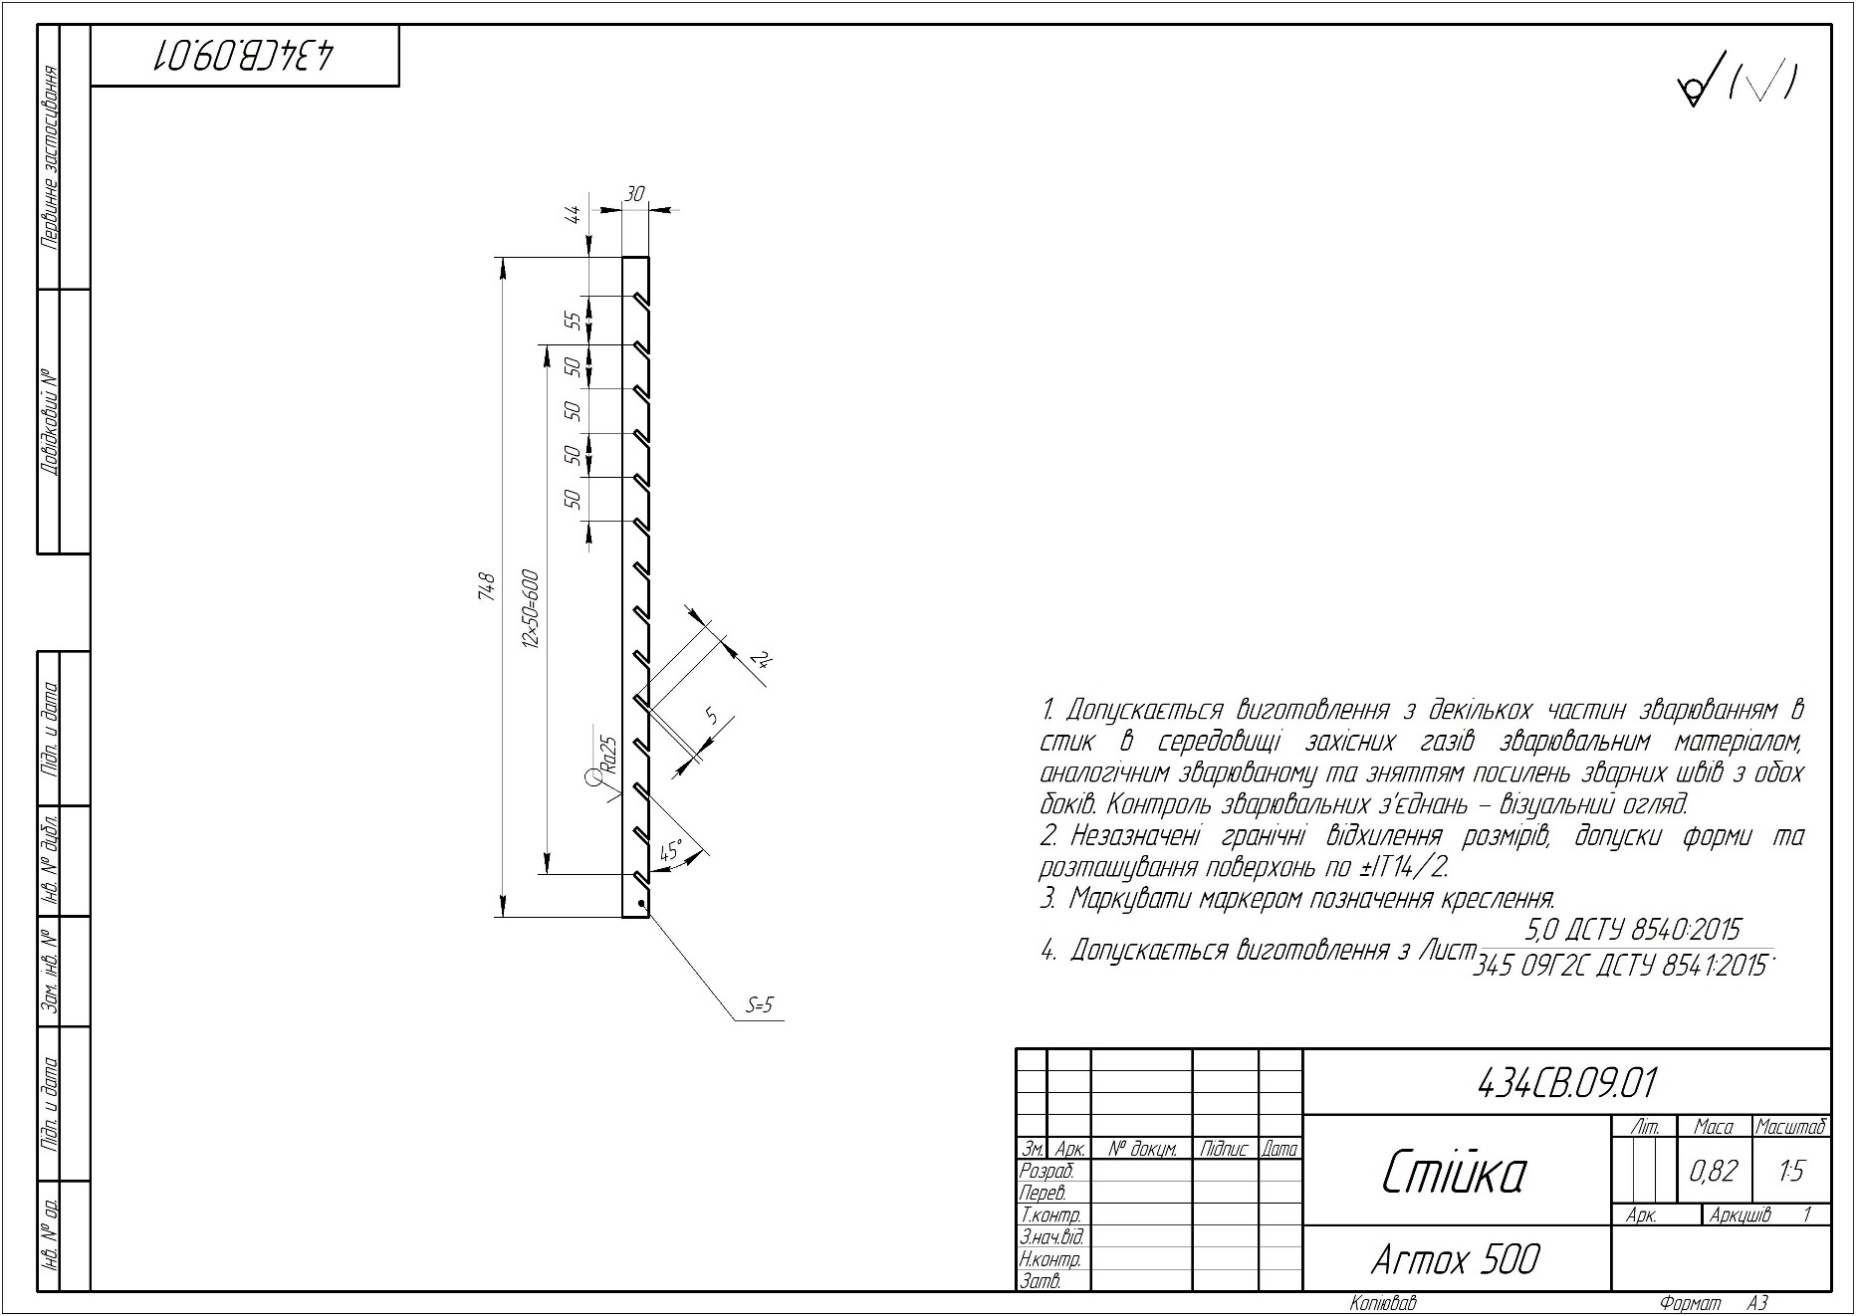 434СВ.09.01
Первинне застосування
Довідковий №
Підп. и дата
Інв. № дубл.
Зам. інв. №
Підп. и дата
Інв. № ор.
30
44
55
50
50
50
50
748
12×50=600
24
5
Ra25
45°
S=5
( )
1. Допускається виготовлення з декількох частин зварюванням в
стик в середовищі захісних газів зварювальним матеріалом,
аналогічним зварюваному та зняттям посилень зварних швів з обох
боків. Контроль зварювальних з'єднань – візуальний огляд.
2. Незазначені гранічні відхилення розмірів, допуски форми та
розташування поверхонь по ±IT14/2.
3. Маркувати маркером позначення креслення.
4. Допускається виготовлення з Лист
5,0 ДСТУ 8540:2015
345 09Г2С ДСТУ 8541:2015.
434СВ.09.01
Зм. Арк. № докум. Підпис Дата
Розраб.
Перев.
Т.контр.
З.нач.від.
Н.контр.
Затв.
Стійка
Літ. Маса Масштаб
0,82 1:5
Арк. Аркушів 1
Armox 500
Копіював
Формат А3